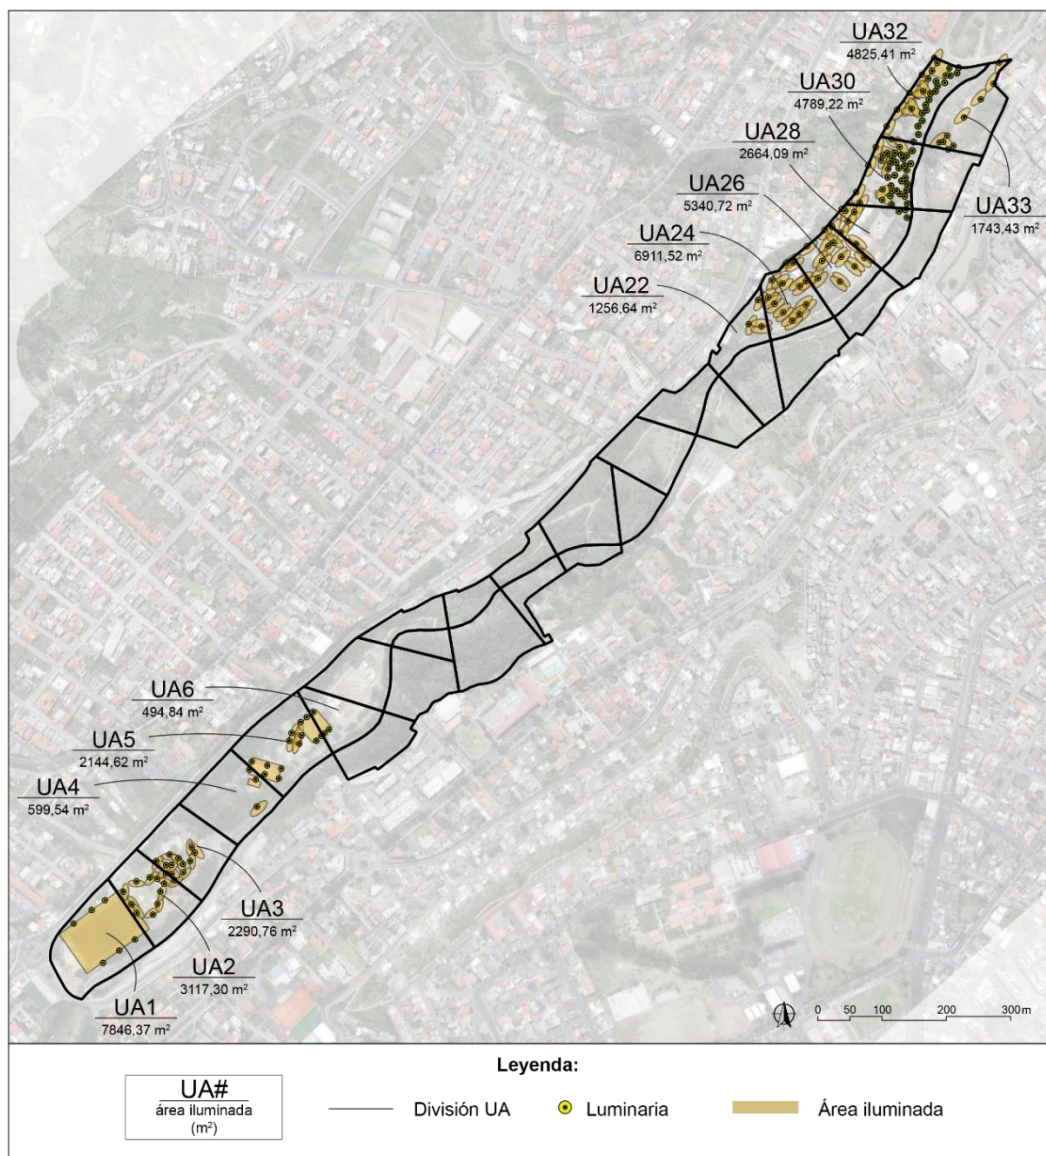 UA32
4825,41 m²
UA30
4789,22 m²
UA28
2664,09 m²
UA26
5340,72 m²
UA33
1743,43 m²
UA24
6911,52 m²
UA22
1256,64 m²
UA6
494,84 m²
UA5
2144,62 m²
UA4
599,54 m²
UA3
2290,76 m²
UA2
3117,30 m²
UA1
7846,37 m²
0 50 100 200 300 m
Leyenda:
UA#
área iluminada
(m²)
División UA
Luminaria
Área iluminada